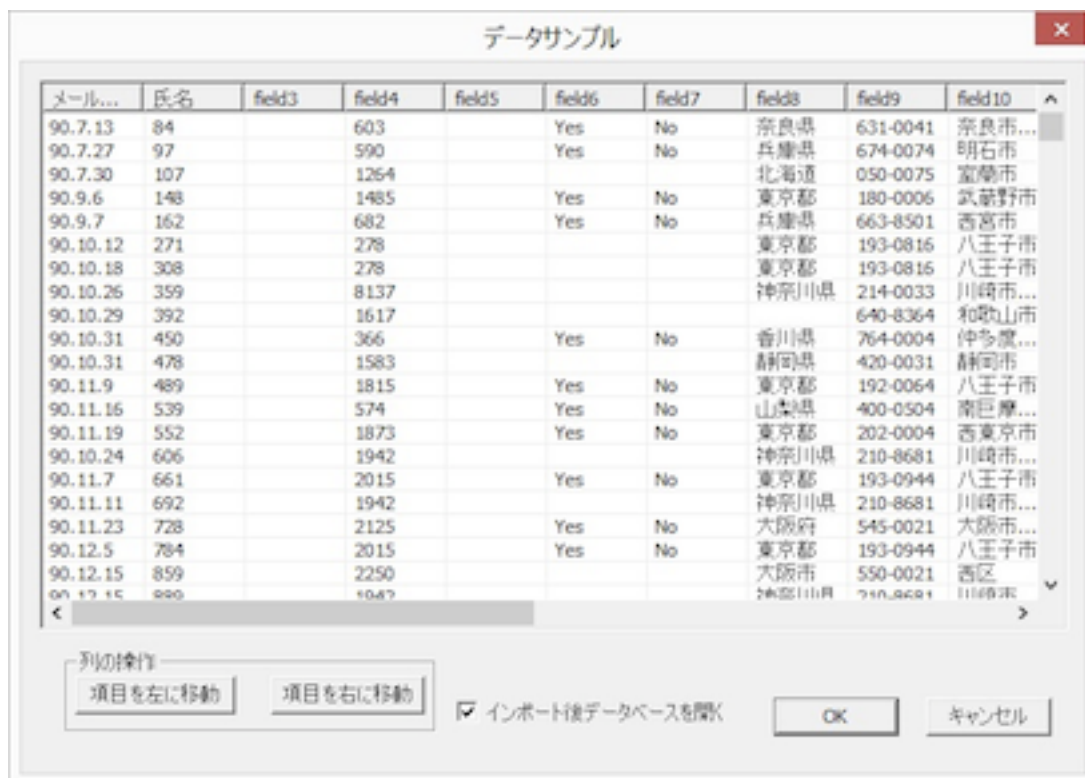 データサンプル
メール... 氏名 field3 field4 field5 field6 field7 field8 field9 field10
90.7.13 84 603 Yes No 奈良県 631-0041 奈良市...
90.7.27 97 590 Yes No 兵庫県 674-0074 明石市
90.7.30 107 1264 北海道 050-0075 室蘭市
90.9.6 148 1485 Yes No 東京都 180-0006 武蔵野市
90.9.7 162 682 Yes No 兵庫県 663-8501 西宮市
90.10.12 271 278 東京都 193-0816 八王子市
90.10.18 308 278 東京都 193-0816 八王子市
90.10.26 359 8137 神奈川県 214-0033 川崎市...
90.10.29 392 1617 640-8364 和歌山市
90.10.31 450 366 Yes No 香川県 764-0004 仲多度...
90.10.31 478 1583 静岡県 420-0031 静岡市
90.11.9 489 1815 Yes No 東京都 192-0064 八王子市
90.11.16 539 574 Yes No 山梨県 400-0504 南巨摩...
90.11.19 552 1873 Yes No 東京都 202-0004 西東京市
90.10.24 606 1942 神奈川県 210-8681 川崎市...
90.11.7 661 2015 Yes No 東京都 193-0944 八王子市
90.11.11 692 1942 神奈川県 210-8681 川崎市...
90.11.23 728 2125 Yes No 大阪府 545-0021 大阪市...
90.12.5 784 2015 Yes No 東京都 193-0944 八王子市
90.12.15 859 2250 大阪市 550-0021 西区
90.12.15 889 1942 神奈川県 210-8681 川崎市
列の操作
項目を左に移動 項目を右に移動
インポート後データベースを開く OK キャンセル